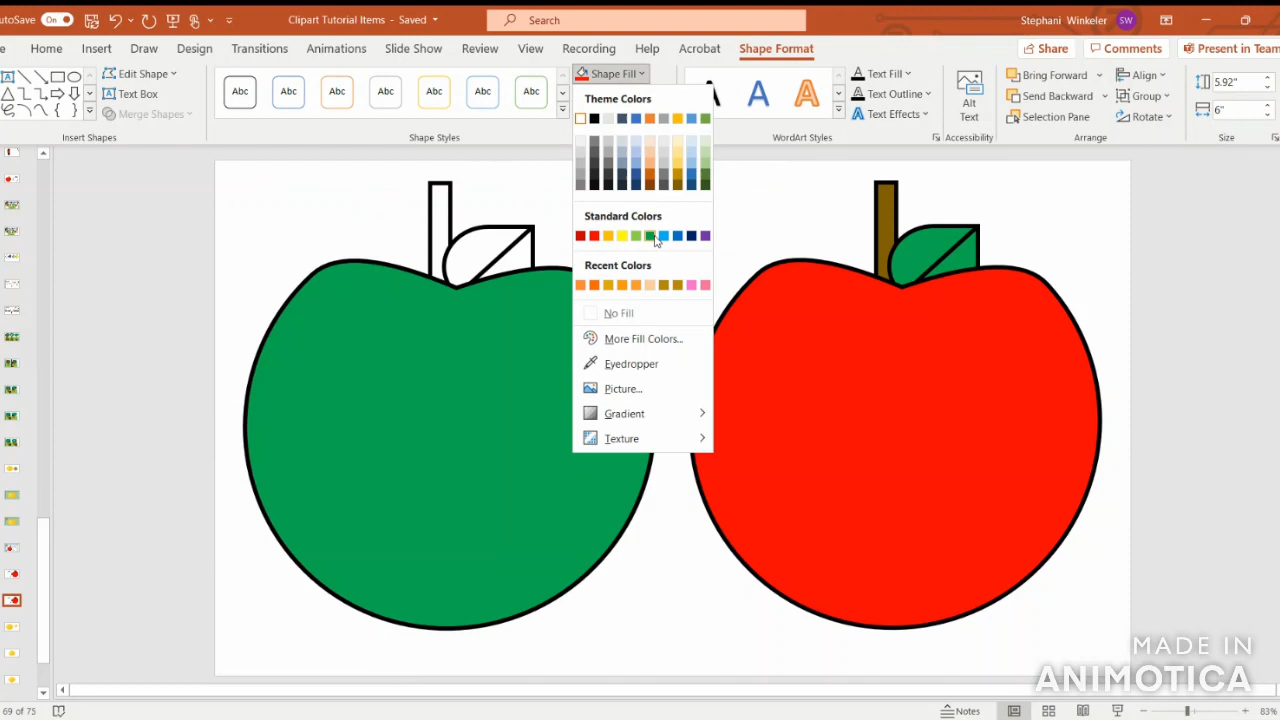 utoSave On Clipart Tutorial Items - Saved Search Stephani Winkeler SW
Home Insert Draw Design Transitions Animations Slide Show Review View Recording Help Acrobat Shape Format Share Comments Present in Team
Edit Shape
Text Box
Merge Shapes
Insert Shapes
Abc Abc Abc Abc Abc Abc Abc
Shape Styles
Shape Fill
A A A
WordArt Styles
Text Fill
Text Outline
Text Effects
Alt
Text
Accessibility
Bring Forward
Send Backward
Selection Pane
Align
Group
Rotate
Arrange
5.92"
6"
Size
Theme Colors
Standard Colors
Recent Colors
No Fill
More Fill Colors...
Eyedropper
Picture...
Gradient
Texture
MADE IN
ANIMOTICA
69 of 75 Notes 83%